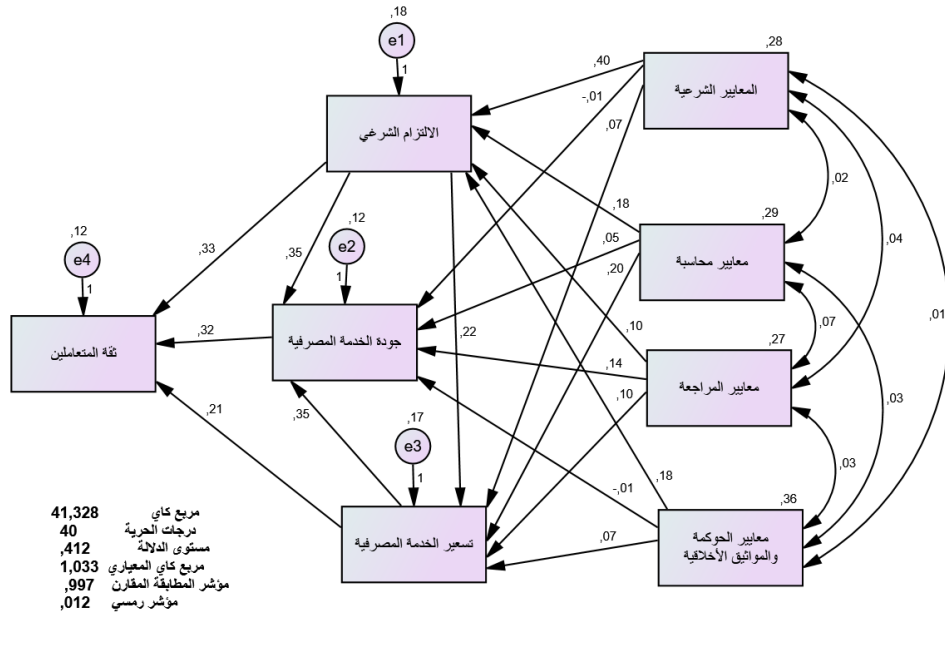 ,18
e1
1
الالتزام الشرغي
,28
المعايير الشرعية
,40
-,01
,07
,02
,04
,01
,29
معايير محاسبة
,18
,05
,20
,12
e4
1
ثقة المتعاملين
,33
,35
,12
e2
1
جودة الخدمة المصرفية
,32
,22
,27
معايير المراجعة
,10
,14
,10
,07
,03
,03
,21
,35
,17
e3
1
تسعير الخدمة المصرفية
,36
معايير الحوكمة
والمواثيق الأخلاقية
-,01
,18
,07
مربع كاي 41,328
درجات الحرية 40
مستوى الدلالة ,412
مربع كاي المعياري 1,033
مؤشر المطابقة المقارن ,997
مؤشر رمسي ,012